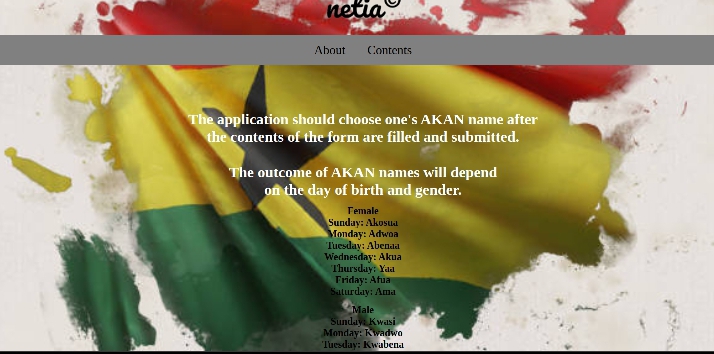 netia©
About Contents
The application should choose one's AKAN name after
the contents of the form are filled and submitted.
The outcome of AKAN names will depend
on the day of birth and gender.
Female
Sunday: Akosua
Monday: Adwoa
Tuesday: Abenaa
Wednesday: Akua
Thursday: Yaa
Friday: Afua
Saturday: Ama
Male
Sunday: Kwasi
Monday: Kwadwo
Tuesday: Kwabena